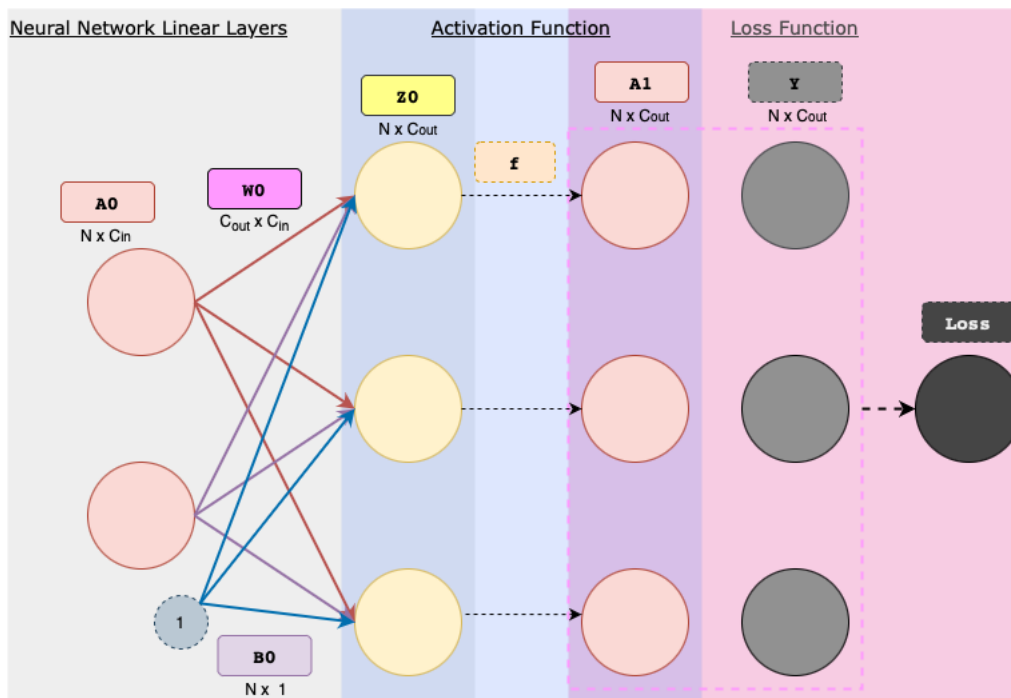 Neural Network Linear Layers
Activation Function
Loss Function
Z0
N x Cout
A1
N x Cout
Y
N x Cout
f
W0
Cout x Cin
A0
N x Cin
Loss
1
B0
N x 1